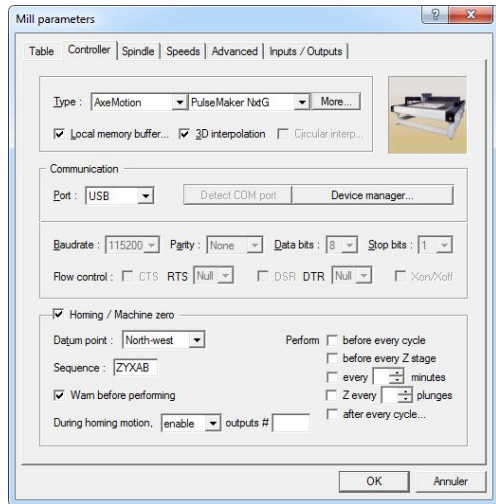 Mill parameters
Table Controller Spindle Speeds Advanced Inputs / Outputs
Type : AxeMotion PulseMaker NxtG More...
Local memory buffer... 3D interpolation Circular interp...
Communication
Port : USB Detect COM port Device manager...
Baudrate : 115200 Parity : None Data bits : 8 Stop bits : 1
Flow control : CTS RTS Null DSR DTR Null Xon/Xoff
Homing / Machine zero
Datum point : North-west Perform before every cycle
before every Z stage
Sequence : ZYXAB every minutes
Warn before performing Z every plunges
During homing motion, enable outputs # after every cycle...
OK Annuler